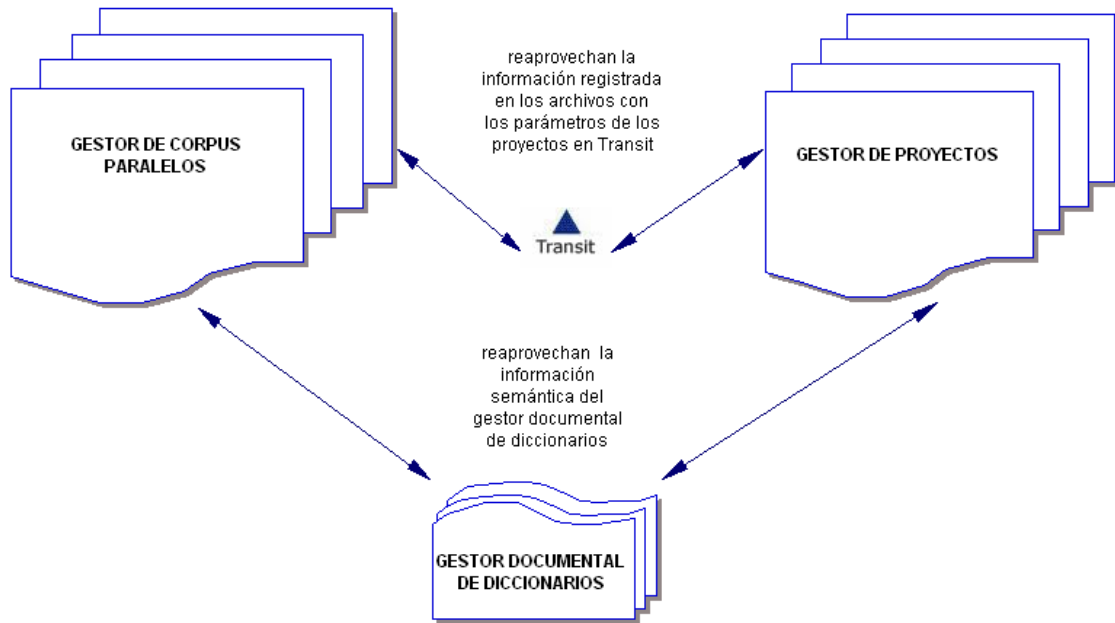 reaprovechan la
información registrada
en los archivos con
los parámetros de los
proyectos en Transit
GESTOR DE CORPUS
PARALELOS
GESTOR DE PROYECTOS
Transit
reaprovechan la
información
semántica del
gestor documental
de diccionarios
GESTOR DOCUMENTAL
DE DICCIONARIOS